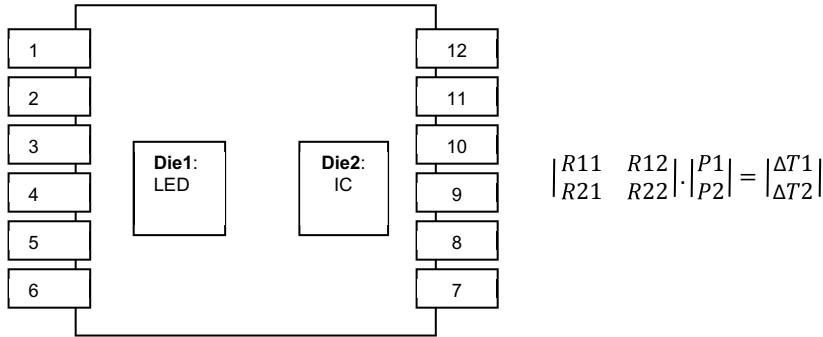 1 12
2 11
3 10
4 9
5 8
6 7
Die1:
LED
Die2:
IC
|R11 R12|.|P1|=|ΔT1|
|R21 R22| |P2| |ΔT2|